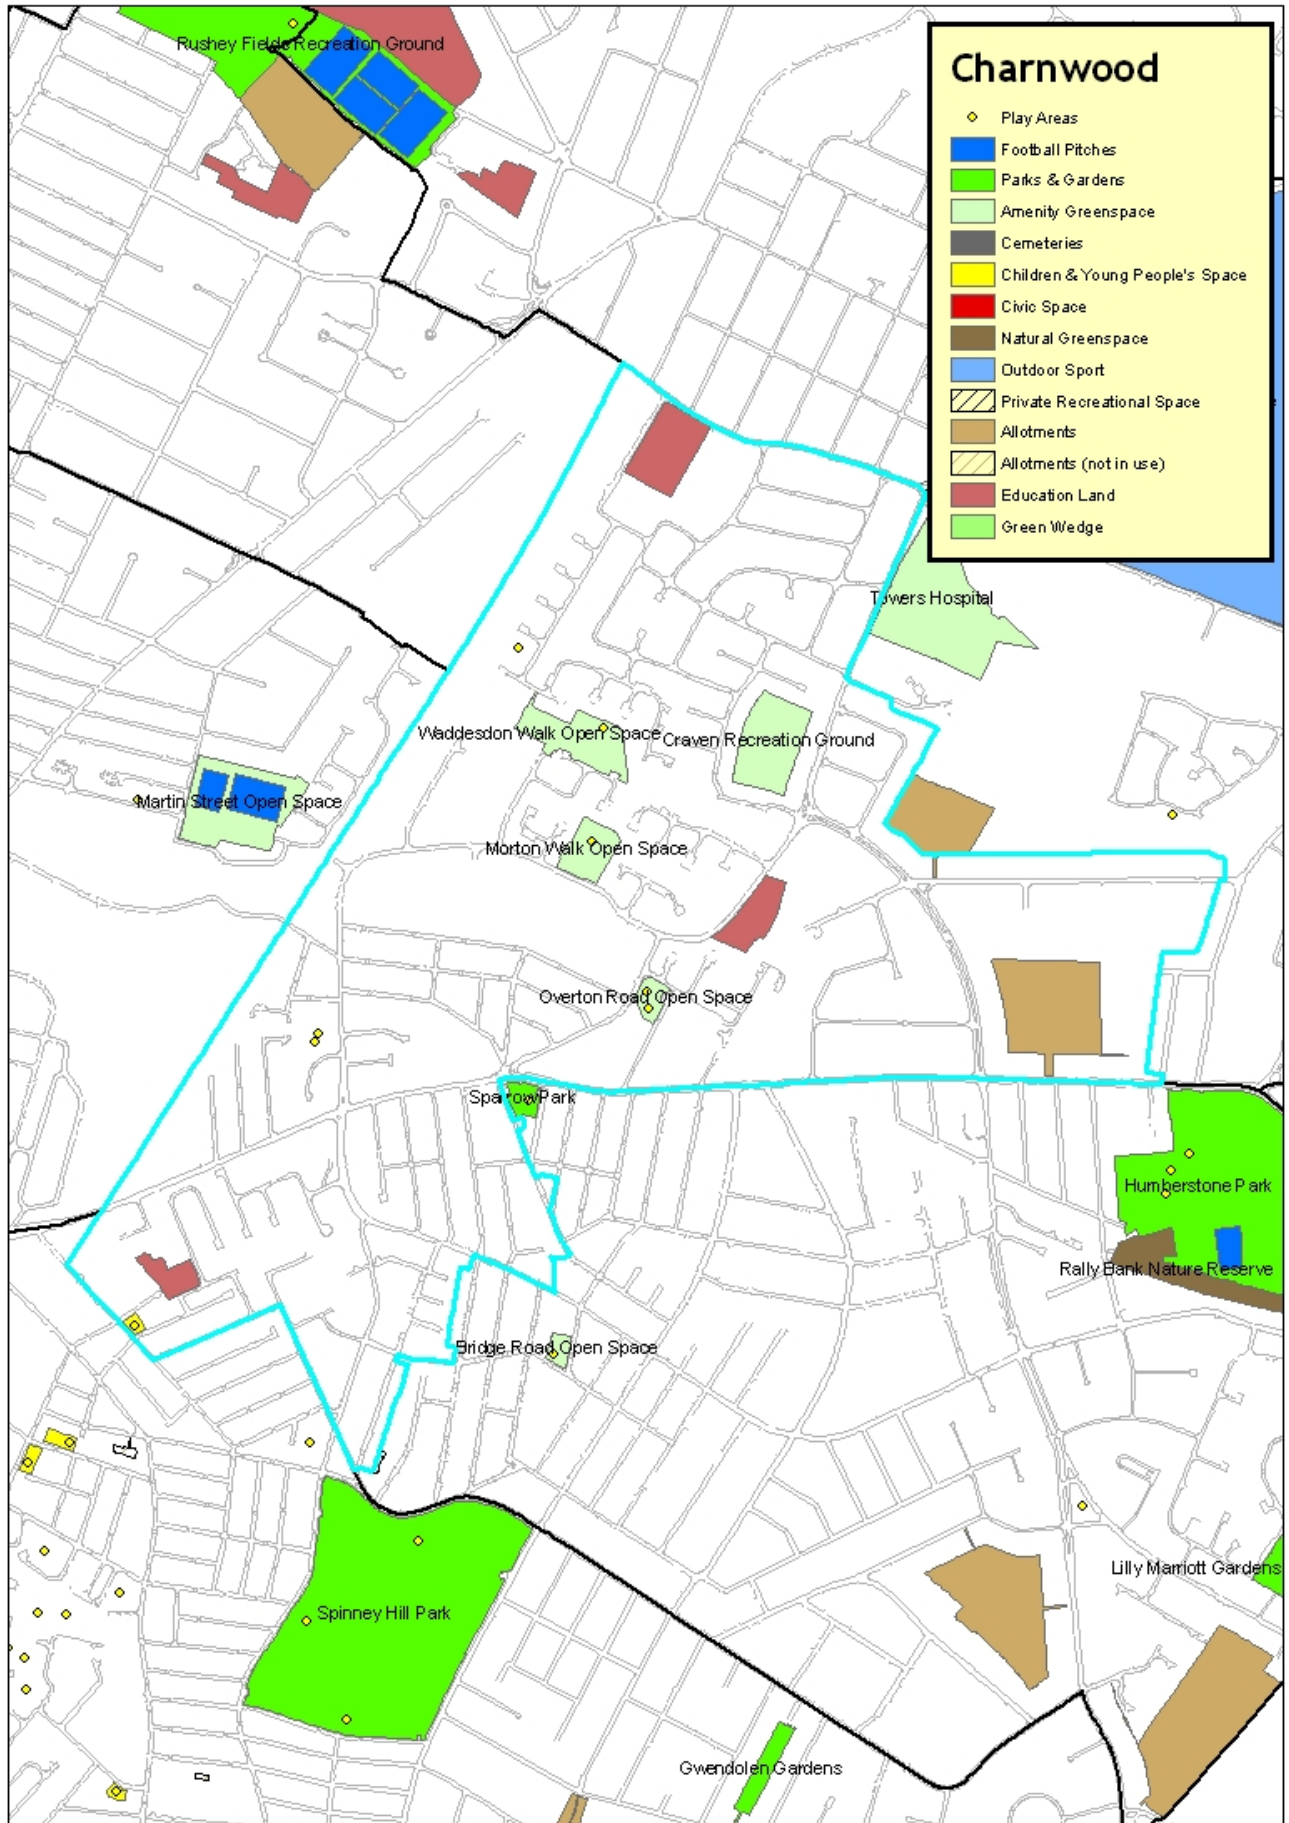 Rushey Fields Recreation Ground
Charnwood
Play Areas
Football Pitches
Parks & Gardens
Amenity Greenspace
Cemeteries
Children & Young People's Space
Civic Space
Natural Greenspace
Outdoor Sport
Private Recreational Space
Allotments
Allotments (not in use)
Education Land
Green Wedge
Towers Hospital
Waddesdon Walk Open Space
Craven Recreation Ground
Martin Street Open Space
Morton Walk Open Space
Overton Road Open Space
Sparrow Park
Humberstone Park
Rally Bank Nature Reserve
Bridge Road Open Space
Lilly Marriott Gardens
Spinney Hill Park
Gwendolen Gardens